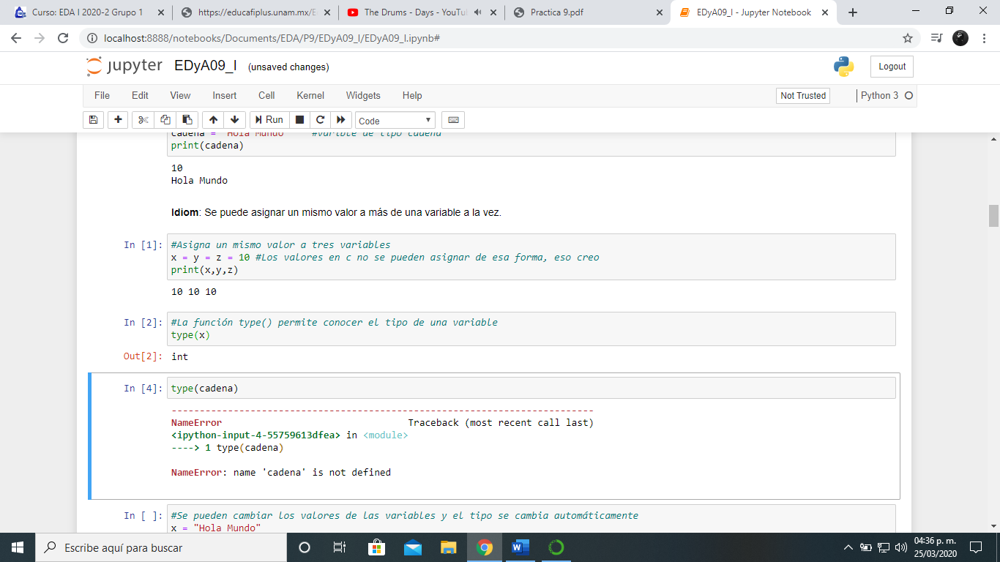 Curso: EDA I 2020-2 Grupo 1
https://educafiplus.unam.mx/E
The Drums - Days - YouTu
Practica 9.pdf
EDyA09_I - Jupyter Notebook
localhost:8888/notebooks/Documents/EDA/P9/EDyA09_I/EDyA09_I.ipynb#
jupyter EDyA09_I (unsaved changes)
Logout
File Edit View Insert Cell Kernel Widgets Help
Not Trusted
Python 3
Run
Code
cadena = "Hola Mundo" #varible de tipo cadena
print(cadena)
10
Hola Mundo
Idiom: Se puede asignar un mismo valor a más de una variable a la vez.
In [1]: #Asigna un mismo valor a tres variables
x = y = z = 10 #Los valores en c no se pueden asignar de esa forma, eso creo
print(x,y,z)
10 10 10
In [2]: #La función type() permite conocer el tipo de una variable
type(x)
Out[2]: int
In [4]: type(cadena)
---------------------------------------------------------------------------
NameError Traceback (most recent call last)
<ipython-input-4-55759613dfea> in <module>
----> 1 type(cadena)
NameError: name 'cadena' is not defined
In [ ]: #Se pueden cambiar los valores de las variables y el tipo se cambia automáticamente
x = "Hola Mundo"
Escribe aquí para buscar
04:36 p. m.
25/03/2020